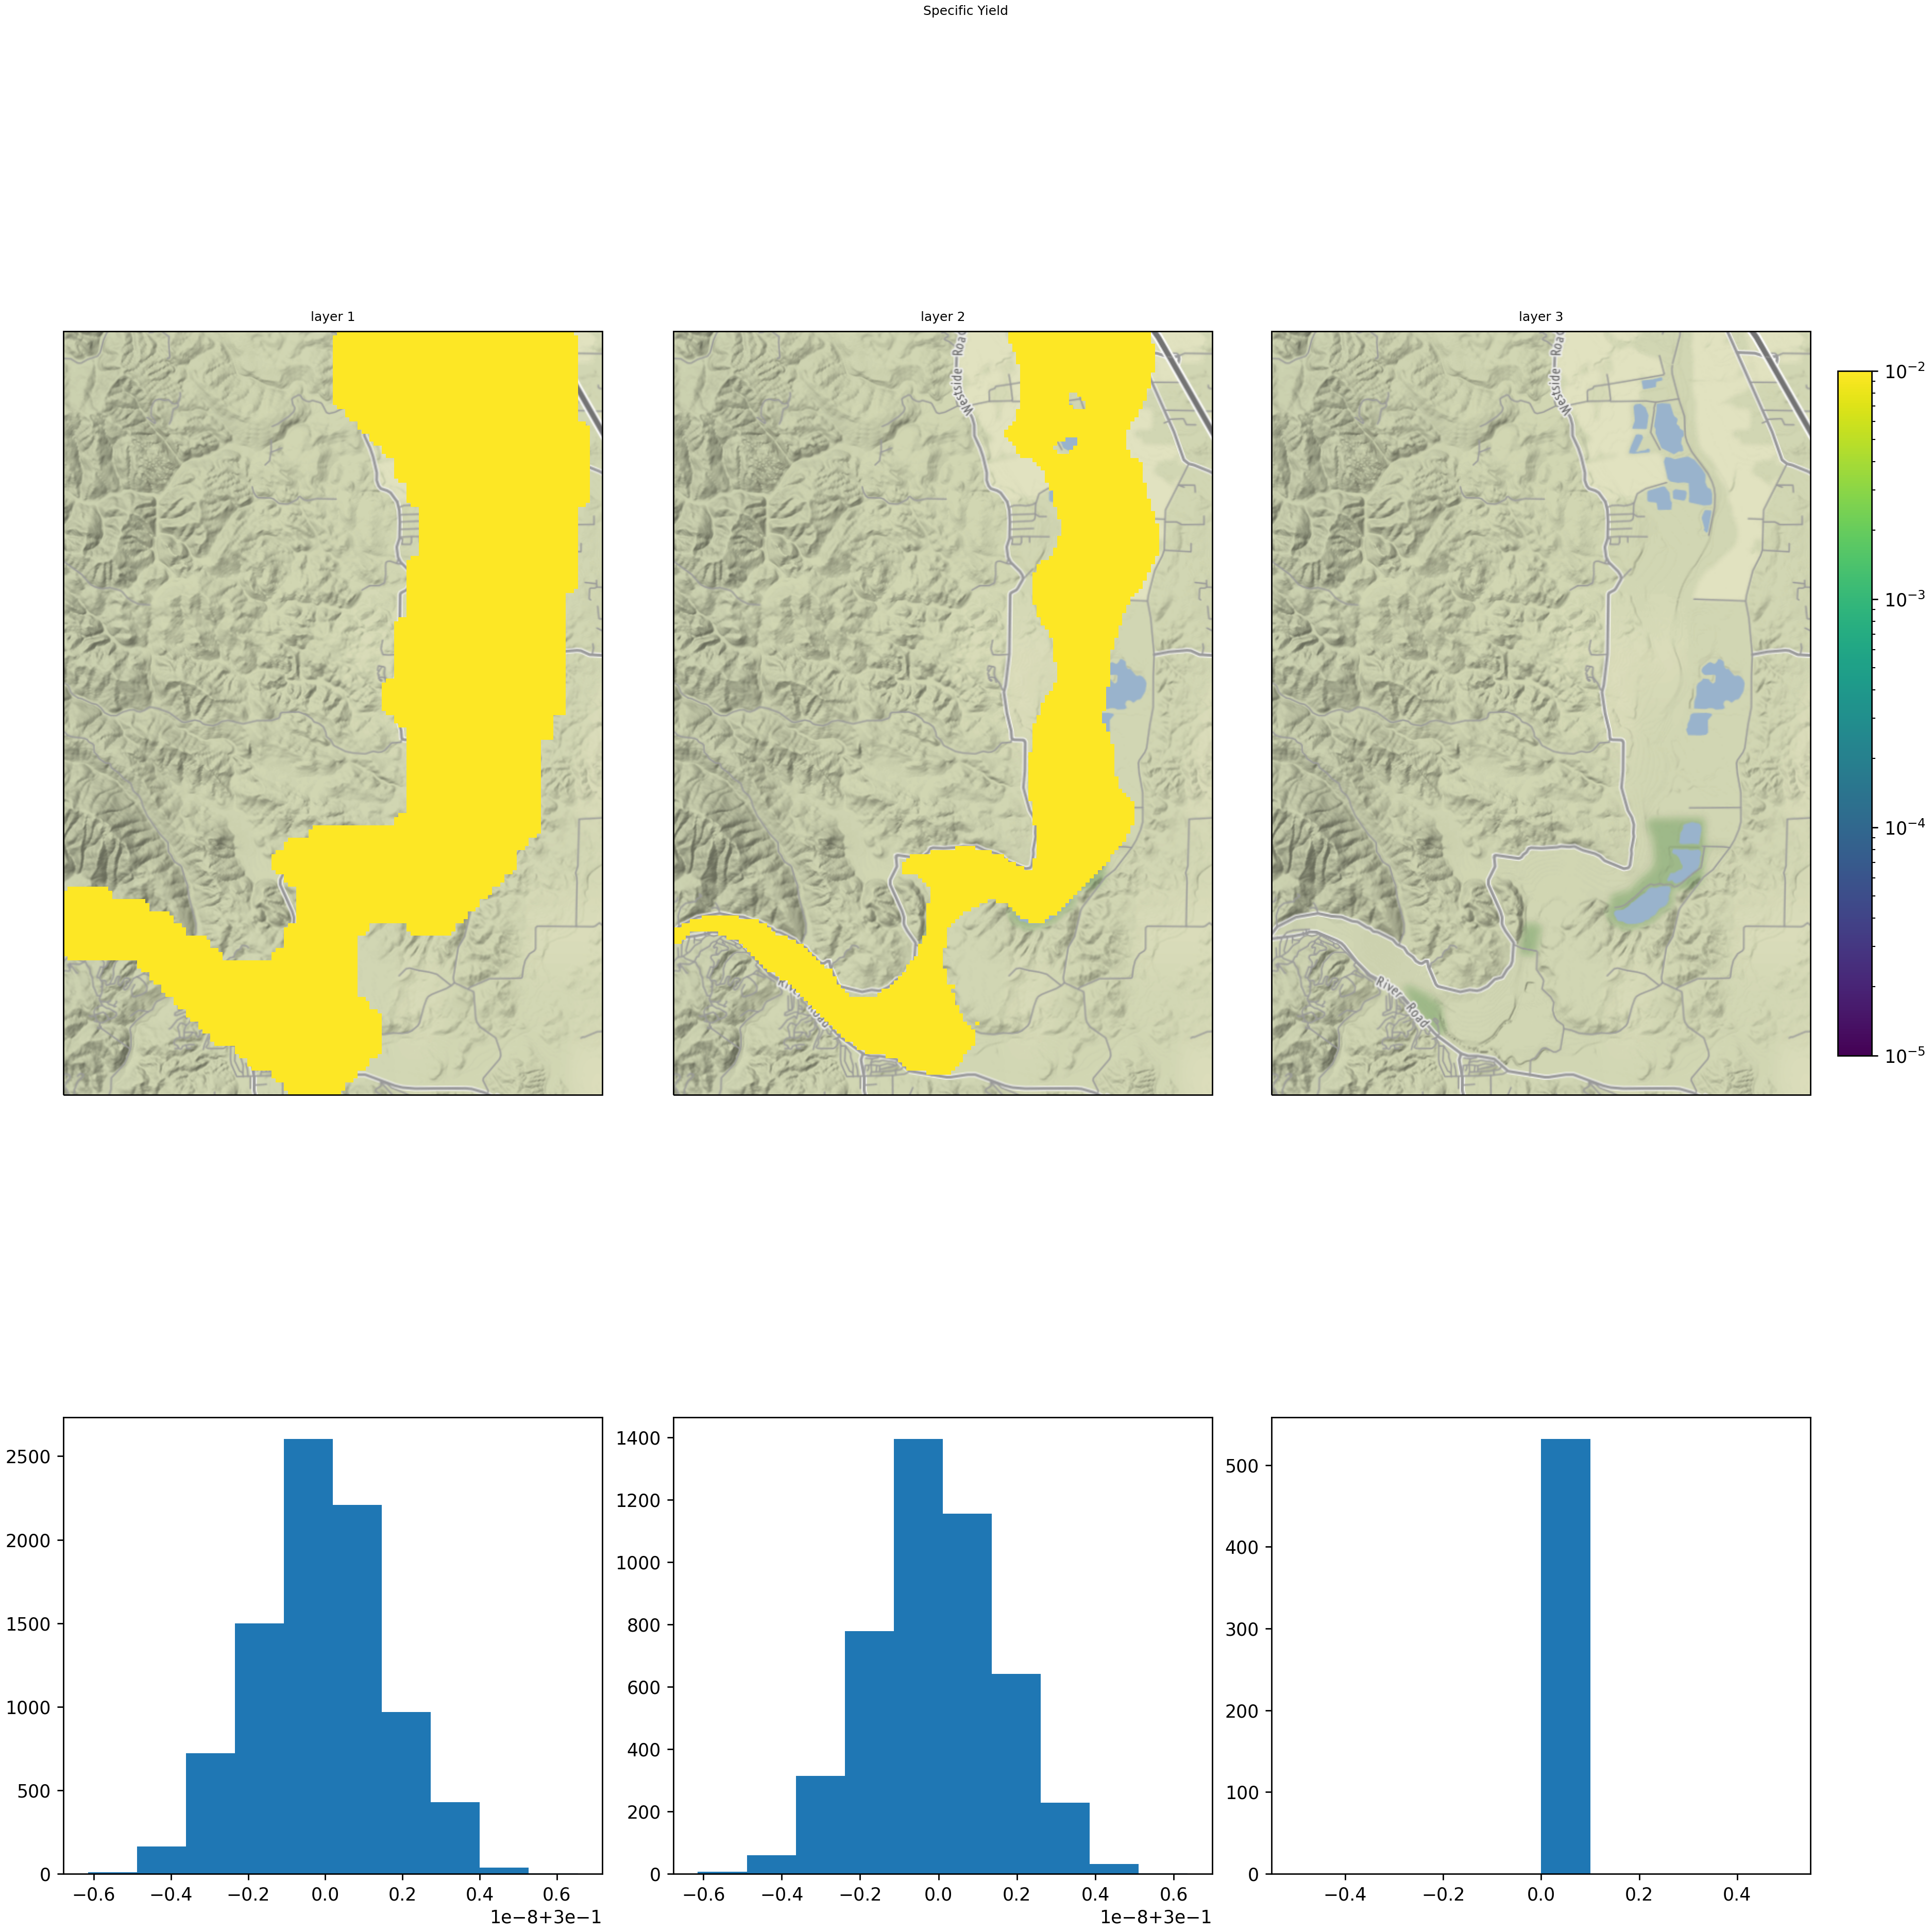 Specific Yield
layer 1
layer 2
layer 3
Westside Roa
Westside Roa
River Road
River Road
10⁻²
10⁻³
10⁻⁴
10⁻⁵
2500
2000
1500
1000
500
0
−0.6 −0.4 −0.2 0.0 0.2 0.4 0.6
1e−8+3e−1
1400
1200
1000
800
600
400
200
0
−0.6 −0.4 −0.2 0.0 0.2 0.4 0.6
1e−8+3e−1
500
400
300
200
100
0
−0.4 −0.2 0.0 0.2 0.4